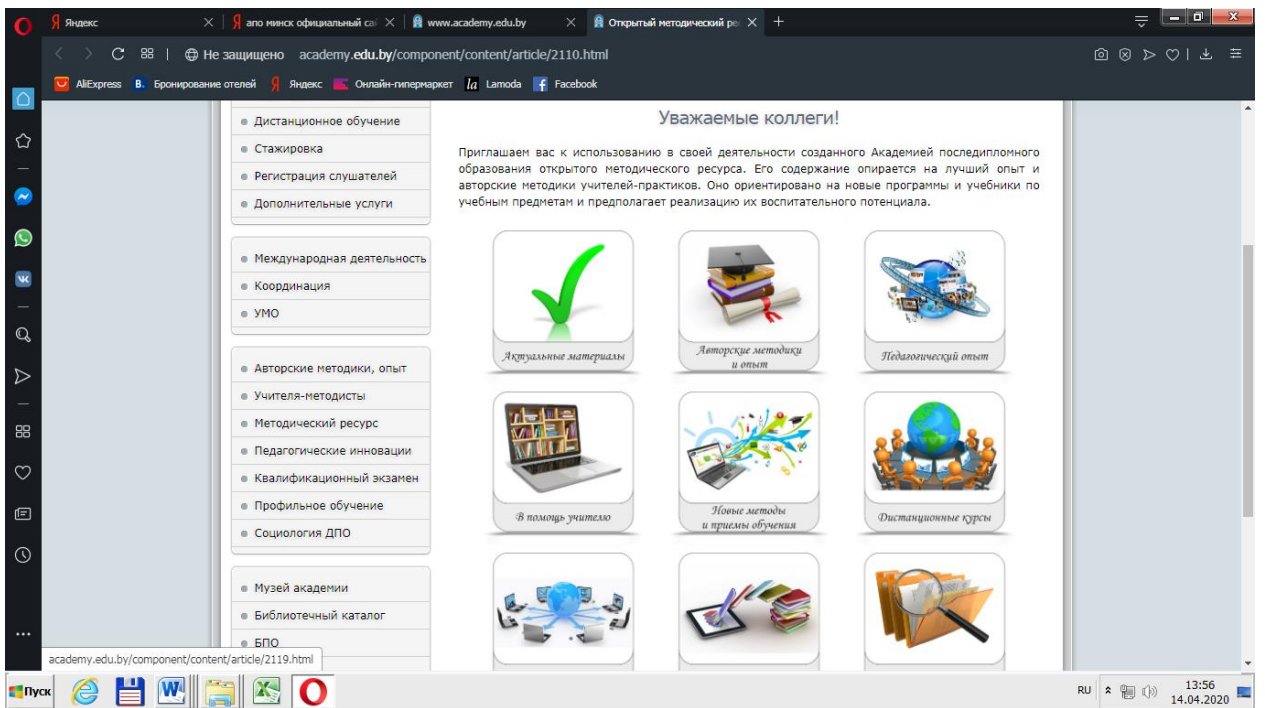 Яндекс
апо минск официальный сай
www.academy.edu.by
Открытый методический рес
Не защищено academy.edu.by/component/content/article/2110.html
AliExpress
B. Бронирование отелей
Яндекс
Онлайн-гипермаркет
la Lamoda
Facebook
Дистанционное обучение
Стажировка
Регистрация слушателей
Дополнительные услуги
Международная деятельность
Координация
УМО
Авторские методики, опыт
Учителя-методисты
Методический ресурс
Педагогические инновации
Квалификационный экзамен
Профильное обучение
Социология ДПО
Музей академии
Библиотечный каталог
БПО
Уважаемые коллеги!
Приглашаем вас к использованию в своей деятельности созданного Академией последипломного
образования открытого методического ресурса. Его содержание опирается на лучший опыт и
авторские методики учителей-практиков. Оно ориентировано на новые программы и учебники по
учебным предметам и предполагает реализацию их воспитательного потенциала.
Актуальные материалы
Авторские методики
и опыт
Педагогический опыт
В помощь учителю
Новые методы
и приемы обучения
Дистанционные курсы
academy.edu.by/component/content/article/2119.html
Пуск
RU
13:56
14.04.2020